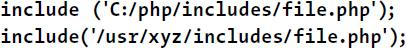 include ('C:/php/includes/file.php');
include('/usr/xyz/includes/file.php');